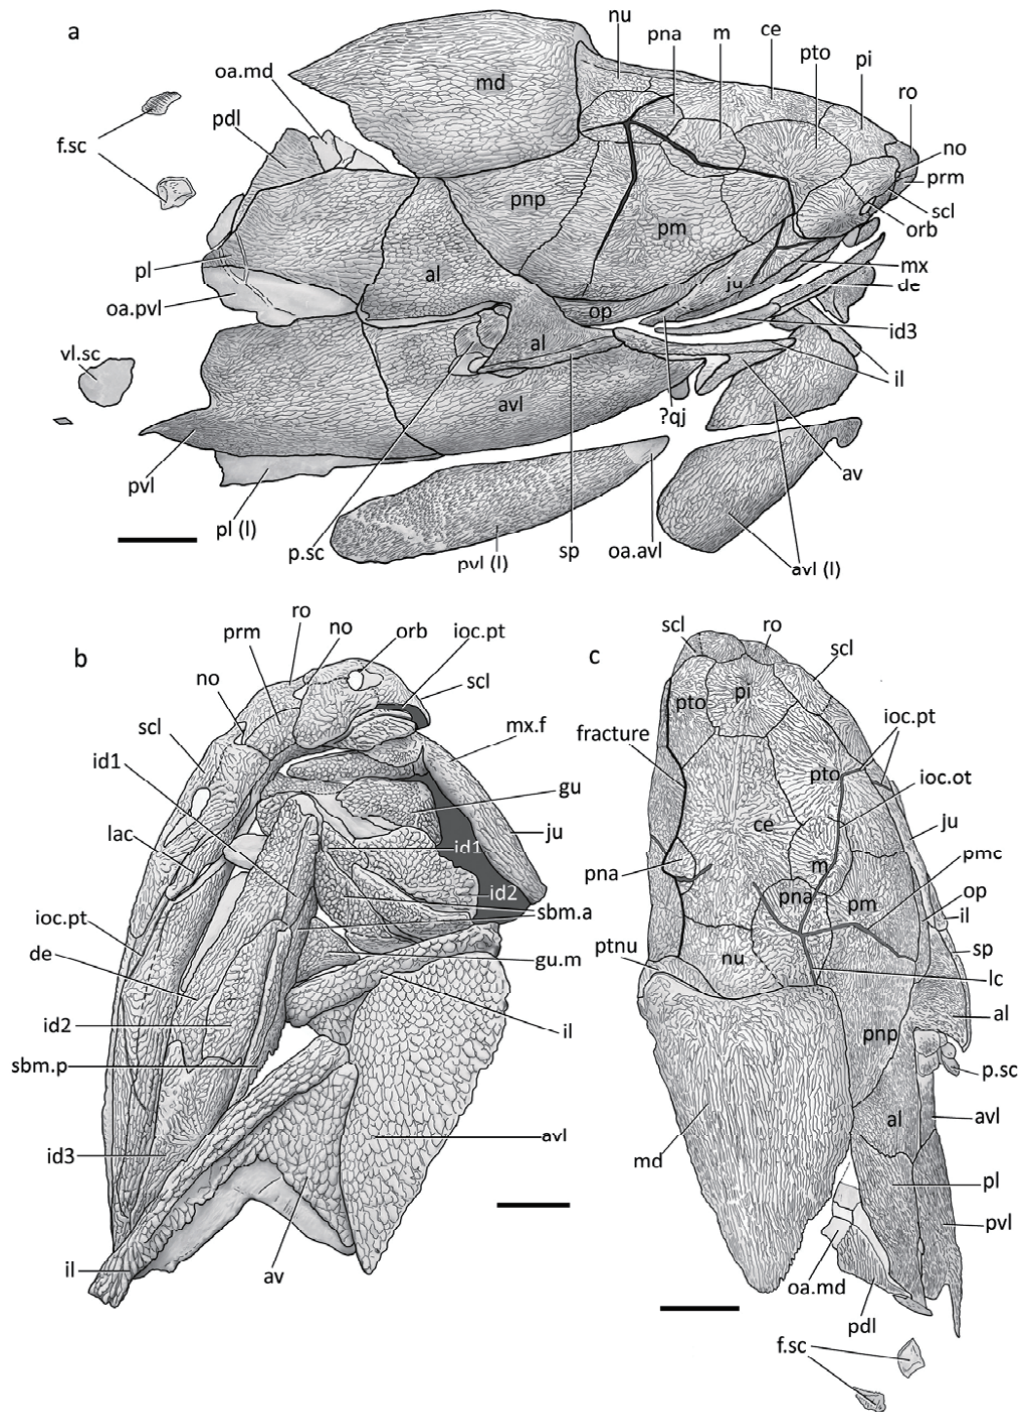 a
nu
pna
m
ce
pto
pi
ro
no
prm
scl
orb
mx
de
id3
il
av
avl (l)
oa.avl
sp
pvl (l)
p.sc
pl (l)
pvl
vl.sc
oa.pvl
pl
f.sc
pdl
oa.md
md
pnp
pm
al
ju
op
al
avl
?qj
b
ro
prm
no
orb
ioc.pt
no
scl
scl
mx.f
id1
gu
lac
ju
id1
id2
sbm.a
ioc.pt
de
gu.m
id2
il
sbm.p
avl
id3
il
av
c
scl
ro
scl
pi
pto
ioc.pt
fracture
pto
ioc.ot
ce
ju
m
pmc
pna
pna
pm
op
il
ptnu
nu
sp
lc
pnp
al
p.sc
al
avl
md
pl
pvl
oa.md
pdl
f.sc